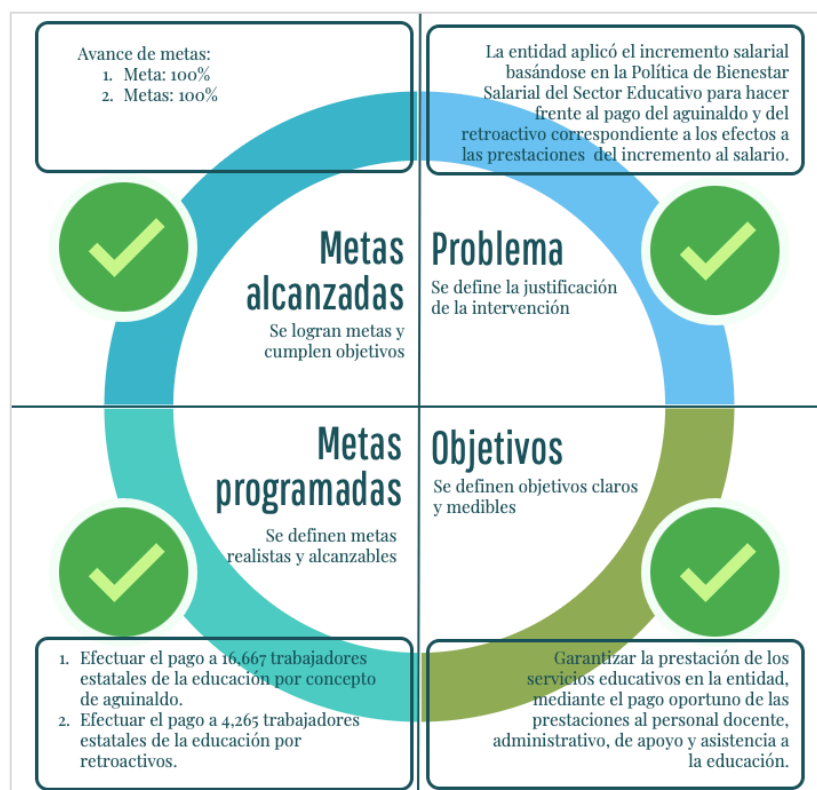 Avance de metas:
1. Meta: 100%
2. Metas: 100%
La entidad aplicó el incremento salarial
basándose en la Política de Bienestar
Salarial del Sector Educativo para hacer
frente al pago del aguinaldo y del
retroactivo correspondiente a los efectos a
las prestaciones del incremento al salario.
Metas
alcanzadas
Se logran metas y
cumplen objetivos
Problema
Se define la justificación
de la intervención
Metas
programadas
Se definen metas
realistas y alcanzables
Objetivos
Se definen objetivos claros
y medibles
1. Efectuar el pago a 16,667 trabajadores
estatales de la educación por concepto
de aguinaldo.
2. Efectuar el pago a 4,265 trabajadores
estatales de la educación por
retroactivos.
Garantizar la prestación de los
servicios educativos en la entidad,
mediante el pago oportuno de las
prestaciones al personal docente,
administrativo, de apoyo y asistencia a
la educación.